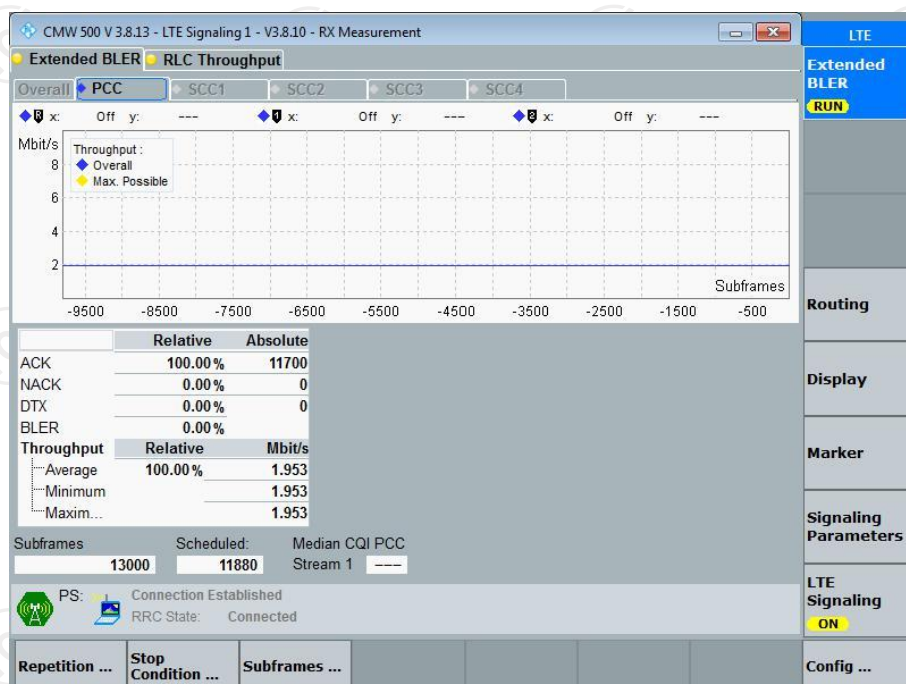 CMW 500 V 3.8.13 - LTE Signaling 1 - V3.8.10 - RX Measurement
LTE
Extended BLER RLC Throughput
Extended BLER
RUN
Overall PCC SCC1 SCC2 SCC3 SCC4
R x: Off y: --- 1 x: Off y: --- 2 x: Off y: ---
Mbit/s
Throughput :
Overall
Max. Possible
8
6
4
2
Subframes
-9500 -8500 -7500 -6500 -5500 -4500 -3500 -2500 -1500 -500
Routing
Relative Absolute
ACK 100.00 % 11700
NACK 0.00 % 0
DTX 0.00 % 0
BLER 0.00 %
Throughput Relative Mbit/s
Average 100.00 % 1.953
Minimum 1.953
Maxim... 1.953
Display
Marker
Signaling Parameters
Subframes Scheduled: Median CQI PCC
13000 11880 Stream 1 ---
PS: Connection Established
RRC State: Connected
LTE Signaling
ON
Repetition ... Stop Condition ... Subframes ... Config ...